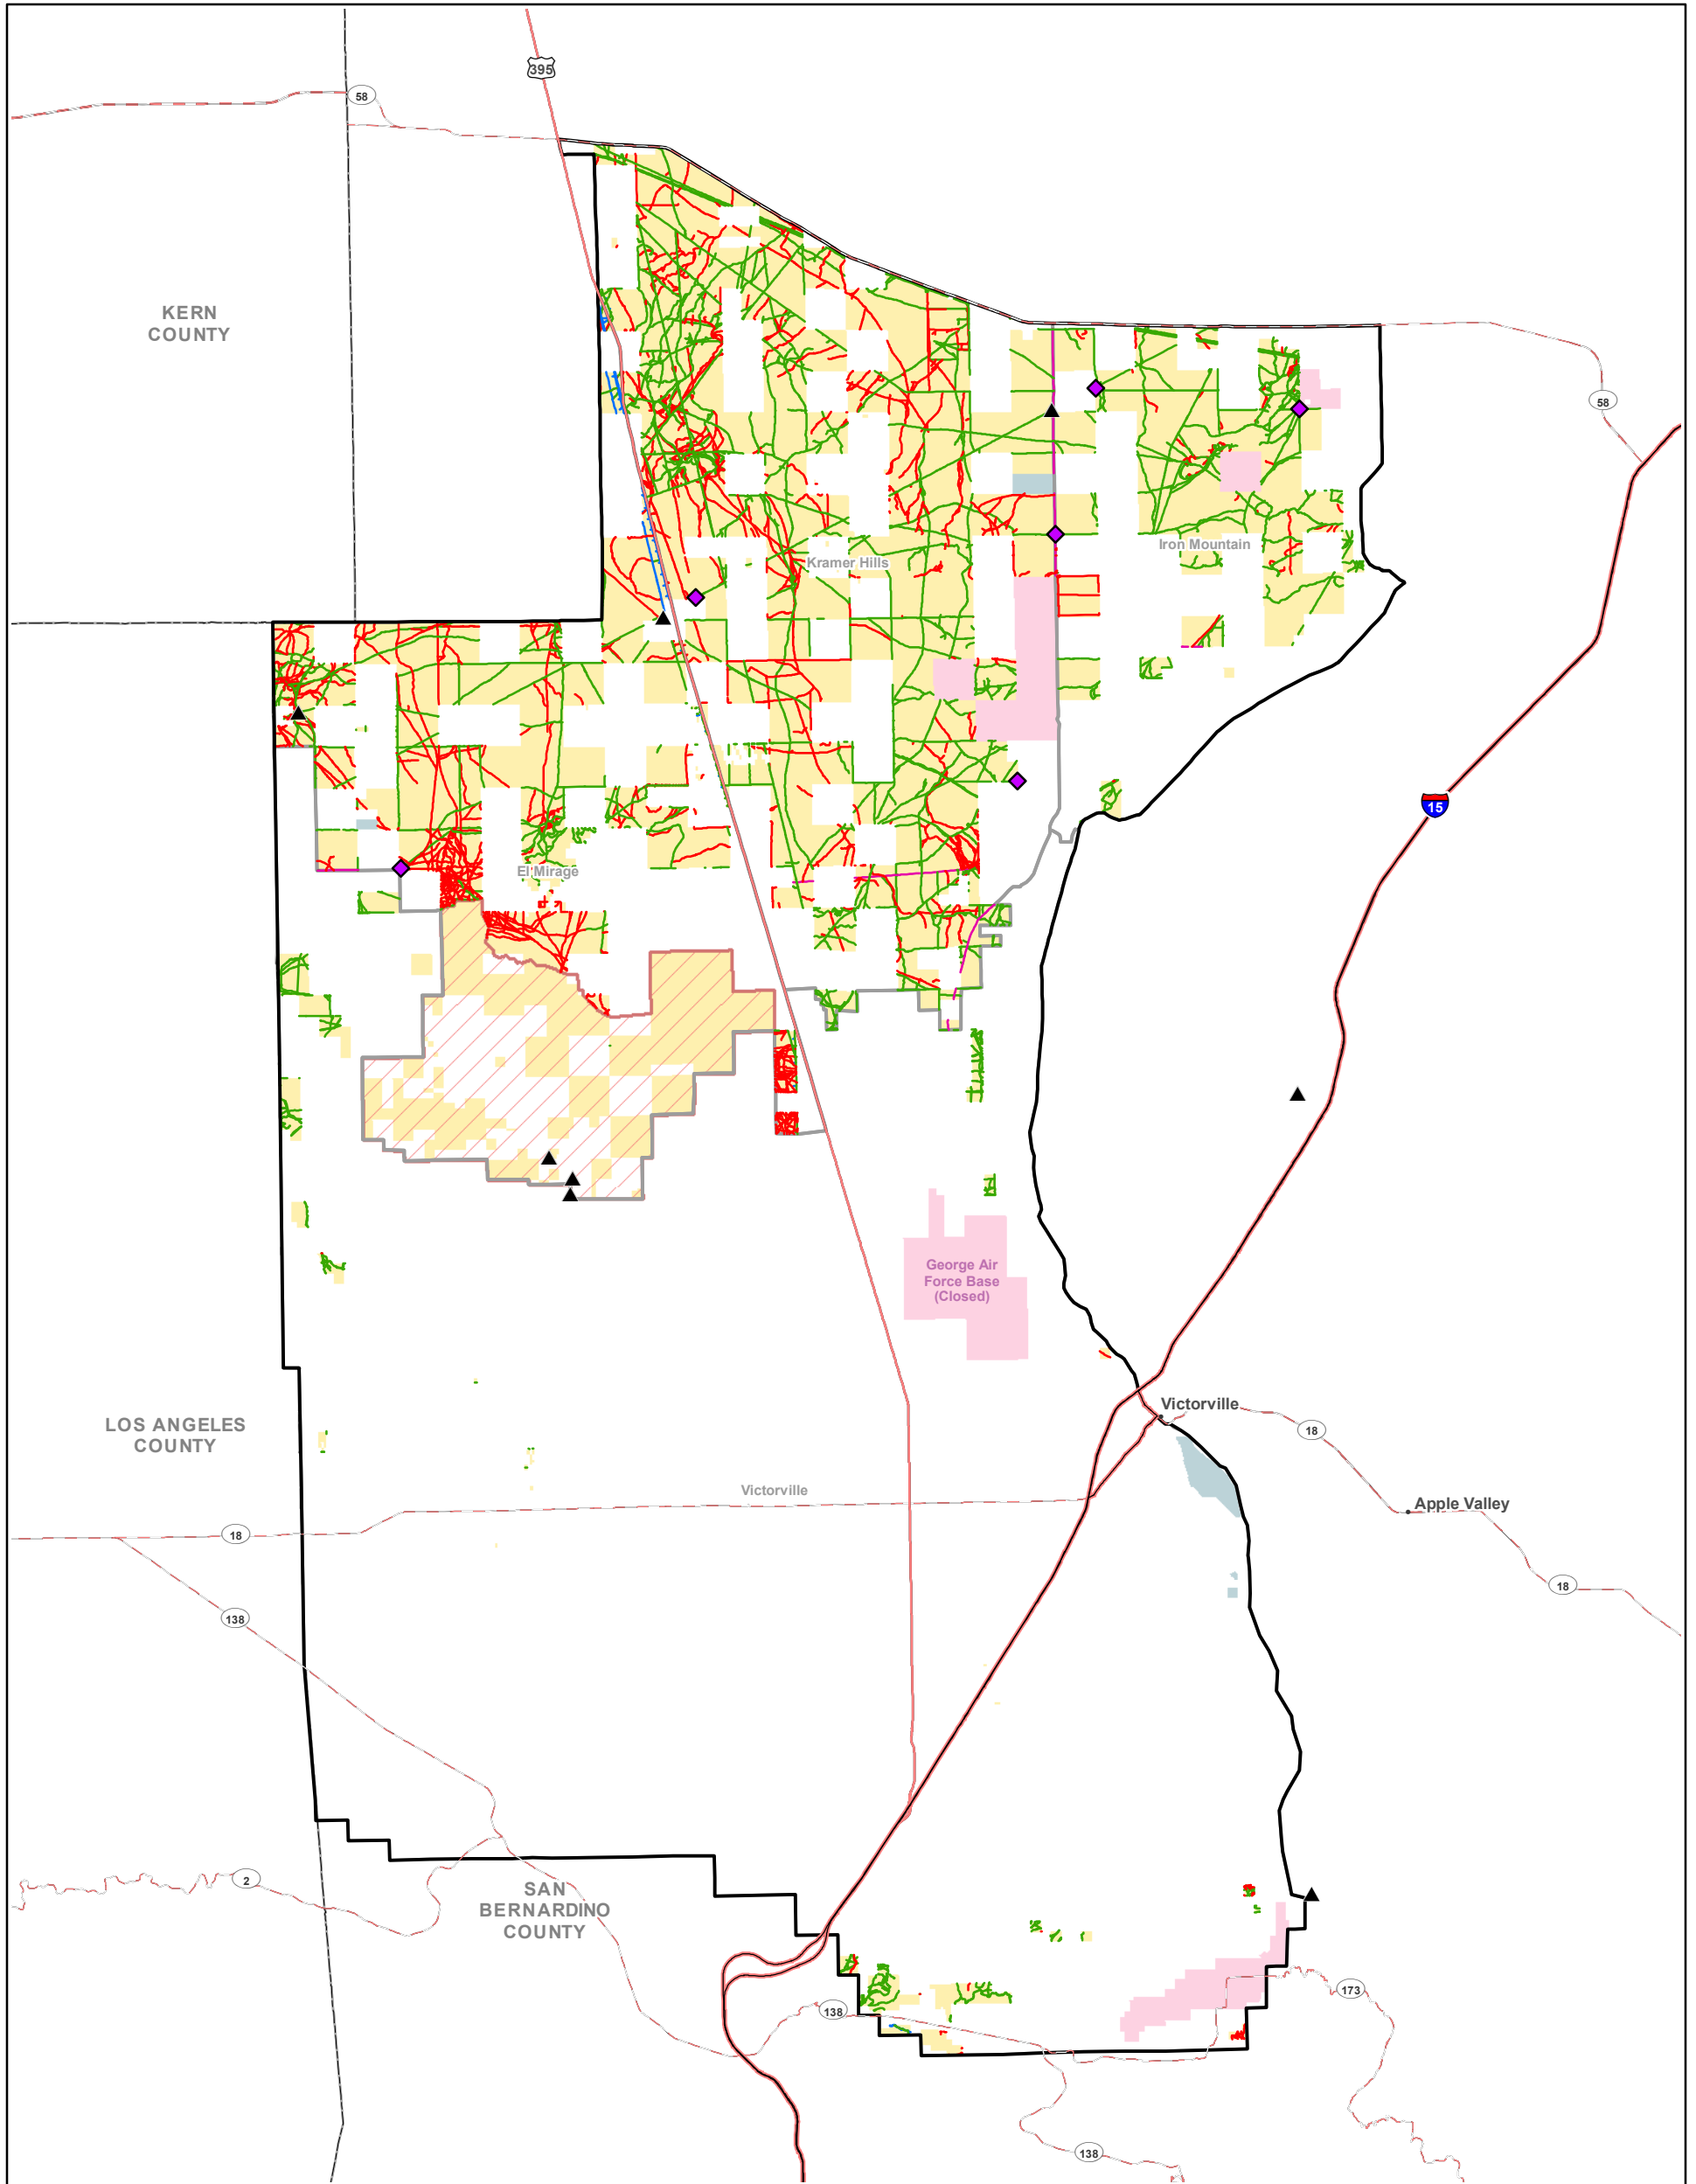 395
58
KERN
COUNTY
58
Iron Mountain
Kramer Hills
15
El Mirage
George Air
Force Base
(Closed)
Victorville
LOS ANGELES
COUNTY
18
Victorville
Apple Valley
18
18
138
2
SAN
BERNARDINO
COUNTY
173
138
138